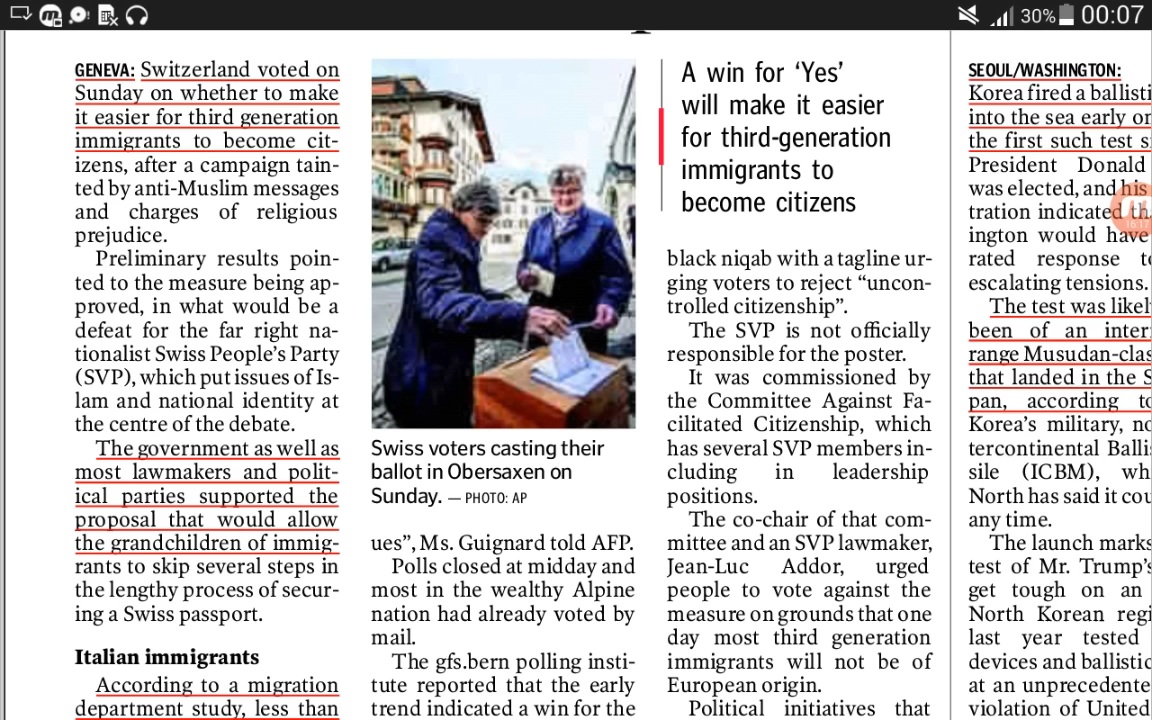 30% 00:07
GENEVA: Switzerland voted on
Sunday on whether to make
it easier for third generation
immigrants to become cit-
izens, after a campaign tain-
ted by anti-Muslim messages
and charges of religious
prejudice.
Preliminary results poin-
ted to the measure being ap-
proved, in what would be a
defeat for the far right na-
tionalist Swiss People's Party
(SVP), which put issues of Is-
lam and national identity at
the centre of the debate.
The government as well as
most lawmakers and polit-
ical parties supported the
proposal that would allow
the grandchildren of immig-
rants to skip several steps in
the lengthy process of secur-
ing a Swiss passport.
Italian immigrants
According to a migration
department study, less than
Swiss voters casting their
ballot in Obersaxen on
Sunday. — PHOTO: AP
ues”, Ms. Guignard told AFP.
Polls closed at midday and
most in the wealthy Alpine
nation had already voted by
mail.
The gfs.bern polling insti-
tute reported that the early
trend indicated a win for the
A win for ‘Yes’
will make it easier
for third-generation
immigrants to
become citizens
black niqab with a tagline ur-
ging voters to reject “uncon-
trolled citizenship”.
The SVP is not officially
responsible for the poster.
It was commissioned by
the Committee Against Fa-
cilitated Citizenship, which
has several SVP members in-
cluding in leadership
positions.
The co-chair of that com-
mittee and an SVP lawmaker,
Jean-Luc Addor, urged
people to vote against the
measure on grounds that one
day most third generation
immigrants will not be of
European origin.
Political initiatives that
SEOUL/WASHINGTON:
Korea fired a ballisti
into the sea early on
the first such test s
President Donald
was elected, and his
tration indicated th
ington would have
rated response t
escalating tensions.
The test was likel
been of an inter
range Musudan-clas
that landed in the S
pan, according to
Korea's military, no
tercontinental Balli
sile (ICBM), wh
North has said it cou
any time.
The launch marks
test of Mr. Trump's
get tough on an
North Korean regi
last year tested
devices and ballistic
at an unprecedente
violation of United